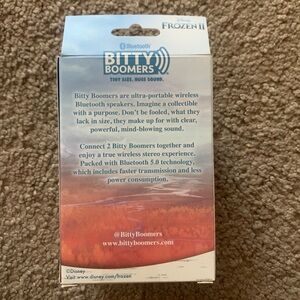 Disney
FROZEN II
Bluetooth
BITTY
BOOMERS
TINY SIZE. HUGE SOUND.
Bitty Boomers are ultra-portable wireless
Bluetooth speakers. Imagine a collectible
with a purpose. Don't be fooled, what they
lack in size, they make up for with clear,
powerful, mind-blowing sound.
Connect 2 Bitty Boomers together and
enjoy a true wireless stereo experience.
Packed with Bluetooth 5.0 technology,
which includes faster transmission and less
power consumption.
@BittyBoomers
www.bittyboomers.com
©Disney
Visit www.disney.com/frozen